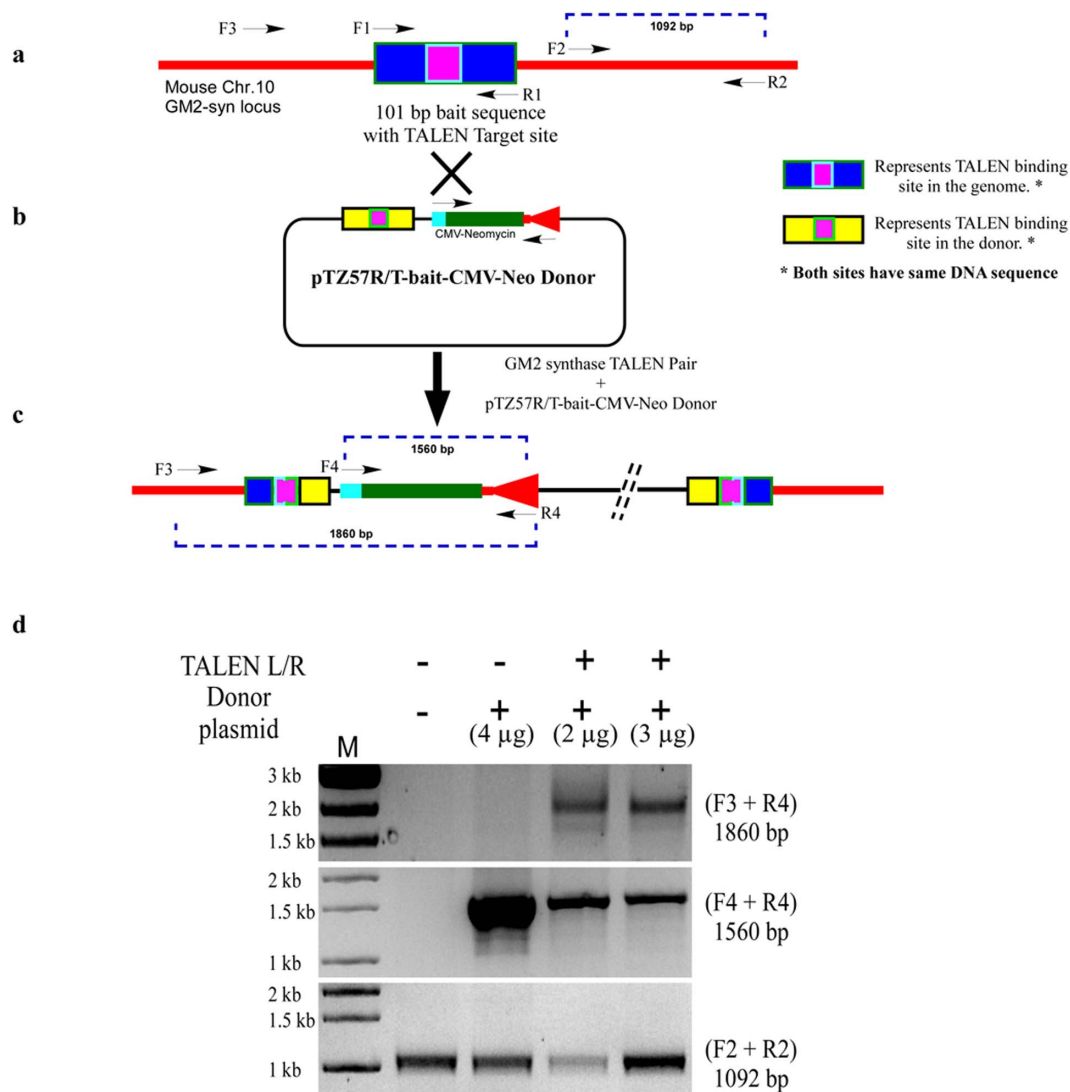 a
F3
F1
F2
1092 bp
R1
R2
Mouse Chr.10
GM2-syn locus
101 bp bait sequence
with TALEN Target site
Represents TALEN binding
site in the genome. *
Represents TALEN binding
site in the donor. *
* Both sites have same DNA sequence
b
CMV-Neomycin
pTZ57R/T-bait-CMV-Neo Donor
GM2 synthase TALEN Pair
+
pTZ57R/T-bait-CMV-Neo Donor
c
1560 bp
F3
F4
R4
1860 bp
d
TALEN L/R - - + +
Donor
plasmid
- + + +
(4 µg) (2 µg) (3 µg)
M
3 kb
2 kb
1.5 kb
(F3 + R4)
1860 bp
2 kb
1.5 kb
1 kb
(F4 + R4)
1560 bp
2 kb
1.5 kb
1 kb
(F2 + R2)
1092 bp